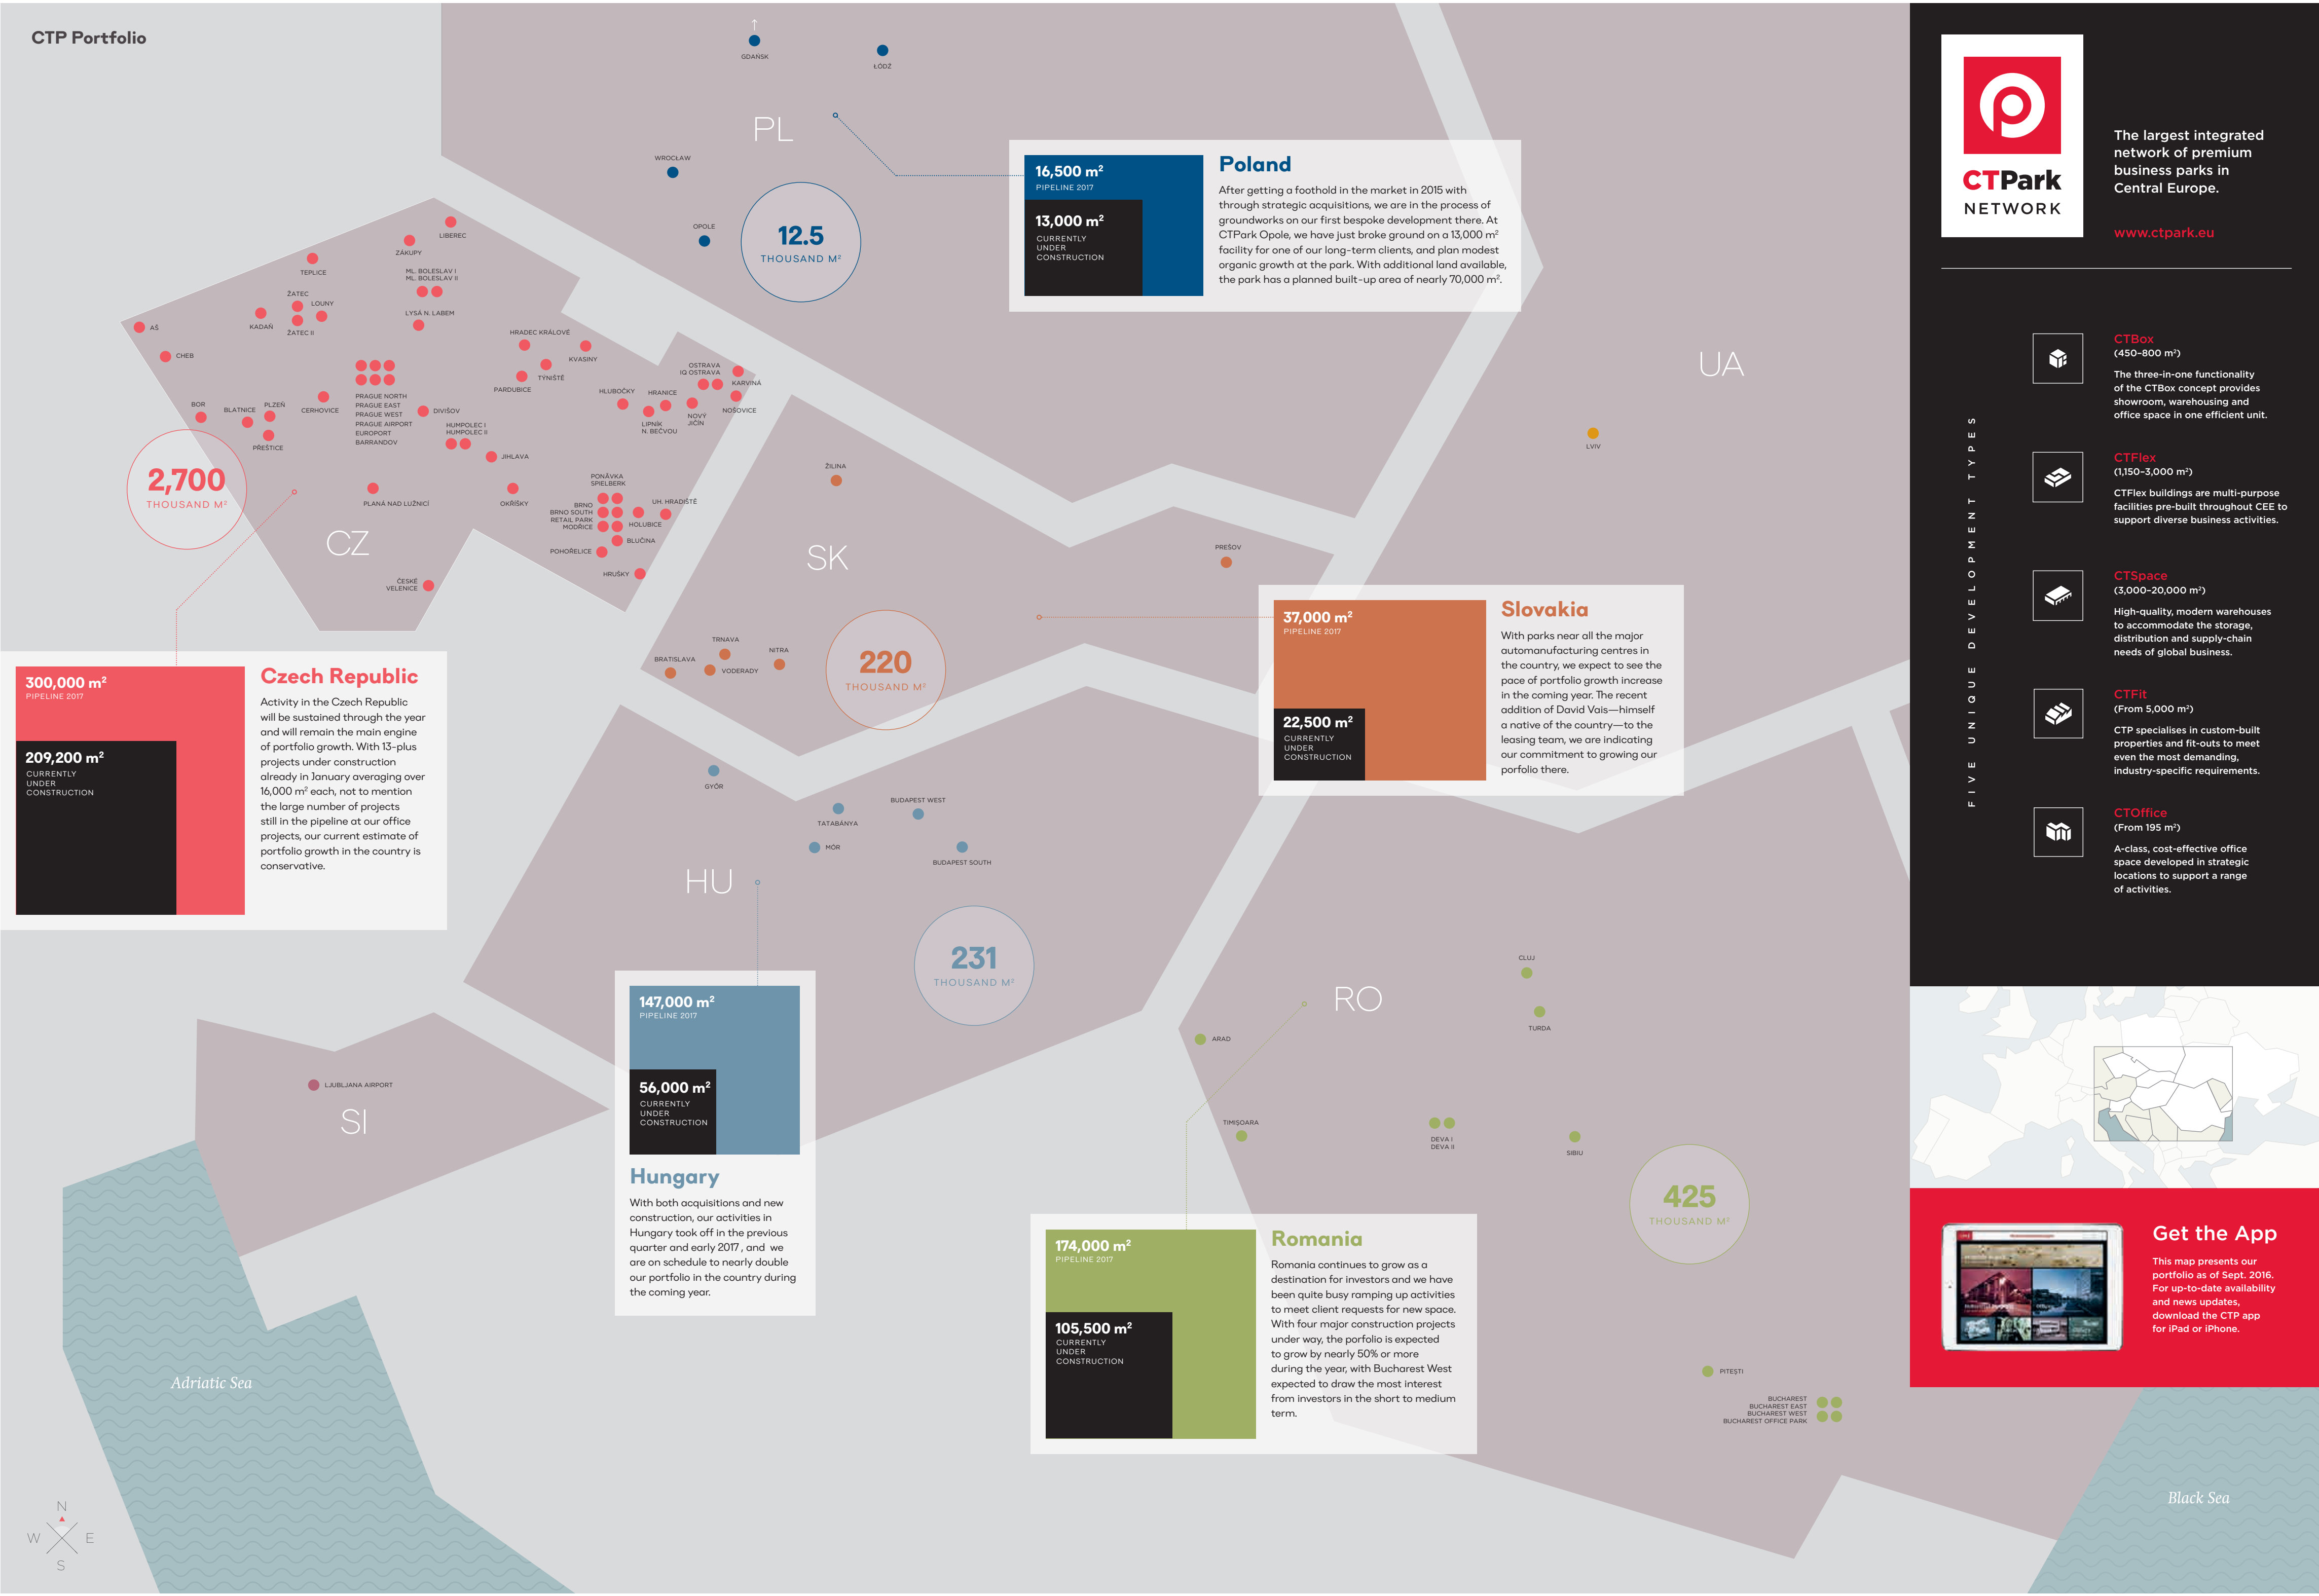 CTP Portfolio
↑
GDAŃSK
ŁÓDŹ
PL
WROCŁAW
OPOLE
12.5
THOUSAND M²
16,500 m²
PIPELINE 2017
13,000 m²
CURRENTLY
UNDER
CONSTRUCTION
Poland
After getting a foothold in the market in 2015 with
through strategic acquisitions, we are in the process of
groundworks on our first bespoke development there. At
CTPark Opole, we have just broke ground on a 13,000 m²
facility for one of our long-term clients, and plan modest
organic growth at the park. With additional land available,
the park has a planned built-up area of nearly 70,000 m².
UA
LVIV
LIBEREC
ZÁKUPY
TEPLICE
ML. BOLESLAV I
ML. BOLESLAV II
ŽATEC
LOUNY
KADAŇ
ŽATEC II
LYSÁ N. LABEM
AŠ
CHEB
HRADEC KRÁLOVÉ
KVASINY
TÝNIŠTĚ
PARDUBICE
OSTRAVA
IQ OSTRAVA
KARVINÁ
HLUBOČKY
HRANICE
NOŠOVICE
NOVÝ
JIČÍN
LIPNÍK
N. BEČVOU
BOR
BLATNICE
PLZEŇ
PŘEŠTICE
CERHOVICE
PRAGUE NORTH
PRAGUE EAST
PRAGUE WEST
PRAGUE AIRPORT
EUROPORT
BARRANDOV
DIVIŠOV
HUMPOLEC I
HUMPOLEC II
JIHLAVA
2,700
THOUSAND M²
PLANÁ NAD LUŽNICÍ
OKŘÍŠKY
PONÁVKA
SPIELBERK
BRNO
BRNO SOUTH
RETAIL PARK
MODŘICE
UH. HRADIŠTĚ
HOLUBICE
BLUČINA
POHOŘELICE
HRUŠKY
CZ
ČESKÉ
VELENICE
300,000 m²
PIPELINE 2017
209,200 m²
CURRENTLY
UNDER
CONSTRUCTION
Czech Republic
Activity in the Czech Republic
will be sustained through the year
and will remain the main engine
of portfolio growth. With 13-plus
projects under construction
already in January averaging over
16,000 m² each, not to mention
the large number of projects
still in the pipeline at our office
projects, our current estimate of
portfolio growth in the country is
conservative.
ŽILINA
SK
PREŠOV
TRNAVA
BRATISLAVA
VODERADY
NITRA
220
THOUSAND M²
37,000 m²
PIPELINE 2017
22,500 m²
CURRENTLY
UNDER
CONSTRUCTION
Slovakia
With parks near all the major
automanufacturing centres in
the country, we expect to see the
pace of portfolio growth increase
in the coming year. The recent
addition of David Vais—himself
a native of the country—to the
leasing team, we are indicating
our commitment to growing our
porfolio there.
GYŐR
TATABÁNYA
MÓR
BUDAPEST WEST
BUDAPEST SOUTH
HU
231
THOUSAND M²
147,000 m²
PIPELINE 2017
56,000 m²
CURRENTLY
UNDER
CONSTRUCTION
Hungary
With both acquisitions and new
construction, our activities in
Hungary took off in the previous
quarter and early 2017 , and we
are on schedule to nearly double
our portfolio in the country during
the coming year.
LJUBLJANA AIRPORT
SI
Adriatic Sea
N
W E
S
CLUJ
RO
TURDA
ARAD
TIMIȘOARA
DEVA I
DEVA II
SIBIU
425
THOUSAND M²
PITEȘTI
BUCHAREST
BUCHAREST EAST
BUCHAREST WEST
BUCHAREST OFFICE PARK
174,000 m²
PIPELINE 2017
105,500 m²
CURRENTLY
UNDER
CONSTRUCTION
Romania
Romania continues to grow as a
destination for investors and we have
been quite busy ramping up activities
to meet client requests for new space.
With four major construction projects
under way, the porfolio is expected
to grow by nearly 50% or more
during the year, with Bucharest West
expected to draw the most interest
from investors in the short to medium
term.
Black Sea
CTPark
NETWORK
The largest integrated
network of premium
business parks in
Central Europe.
www.ctpark.eu
FIVE UNIQUE DEVELOPMENT TYPES
CTBox
(450–800 m²)
The three-in-one functionality
of the CTBox concept provides
showroom, warehousing and
office space in one efficient unit.
CTFlex
(1,150–3,000 m²)
CTFlex buildings are multi-purpose
facilities pre-built throughout CEE to
support diverse business activities.
CTSpace
(3,000–20,000 m²)
High-quality, modern warehouses
to accommodate the storage,
distribution and supply-chain
needs of global business.
CTFit
(From 5,000 m²)
CTP specialises in custom-built
properties and fit-outs to meet
even the most demanding,
industry-specific requirements.
CTOffice
(From 195 m²)
A-class, cost-effective office
space developed in strategic
locations to support a range
of activities.
Get the App
This map presents our
portfolio as of Sept. 2016.
For up-to-date availability
and news updates,
download the CTP app
for iPad or iPhone.